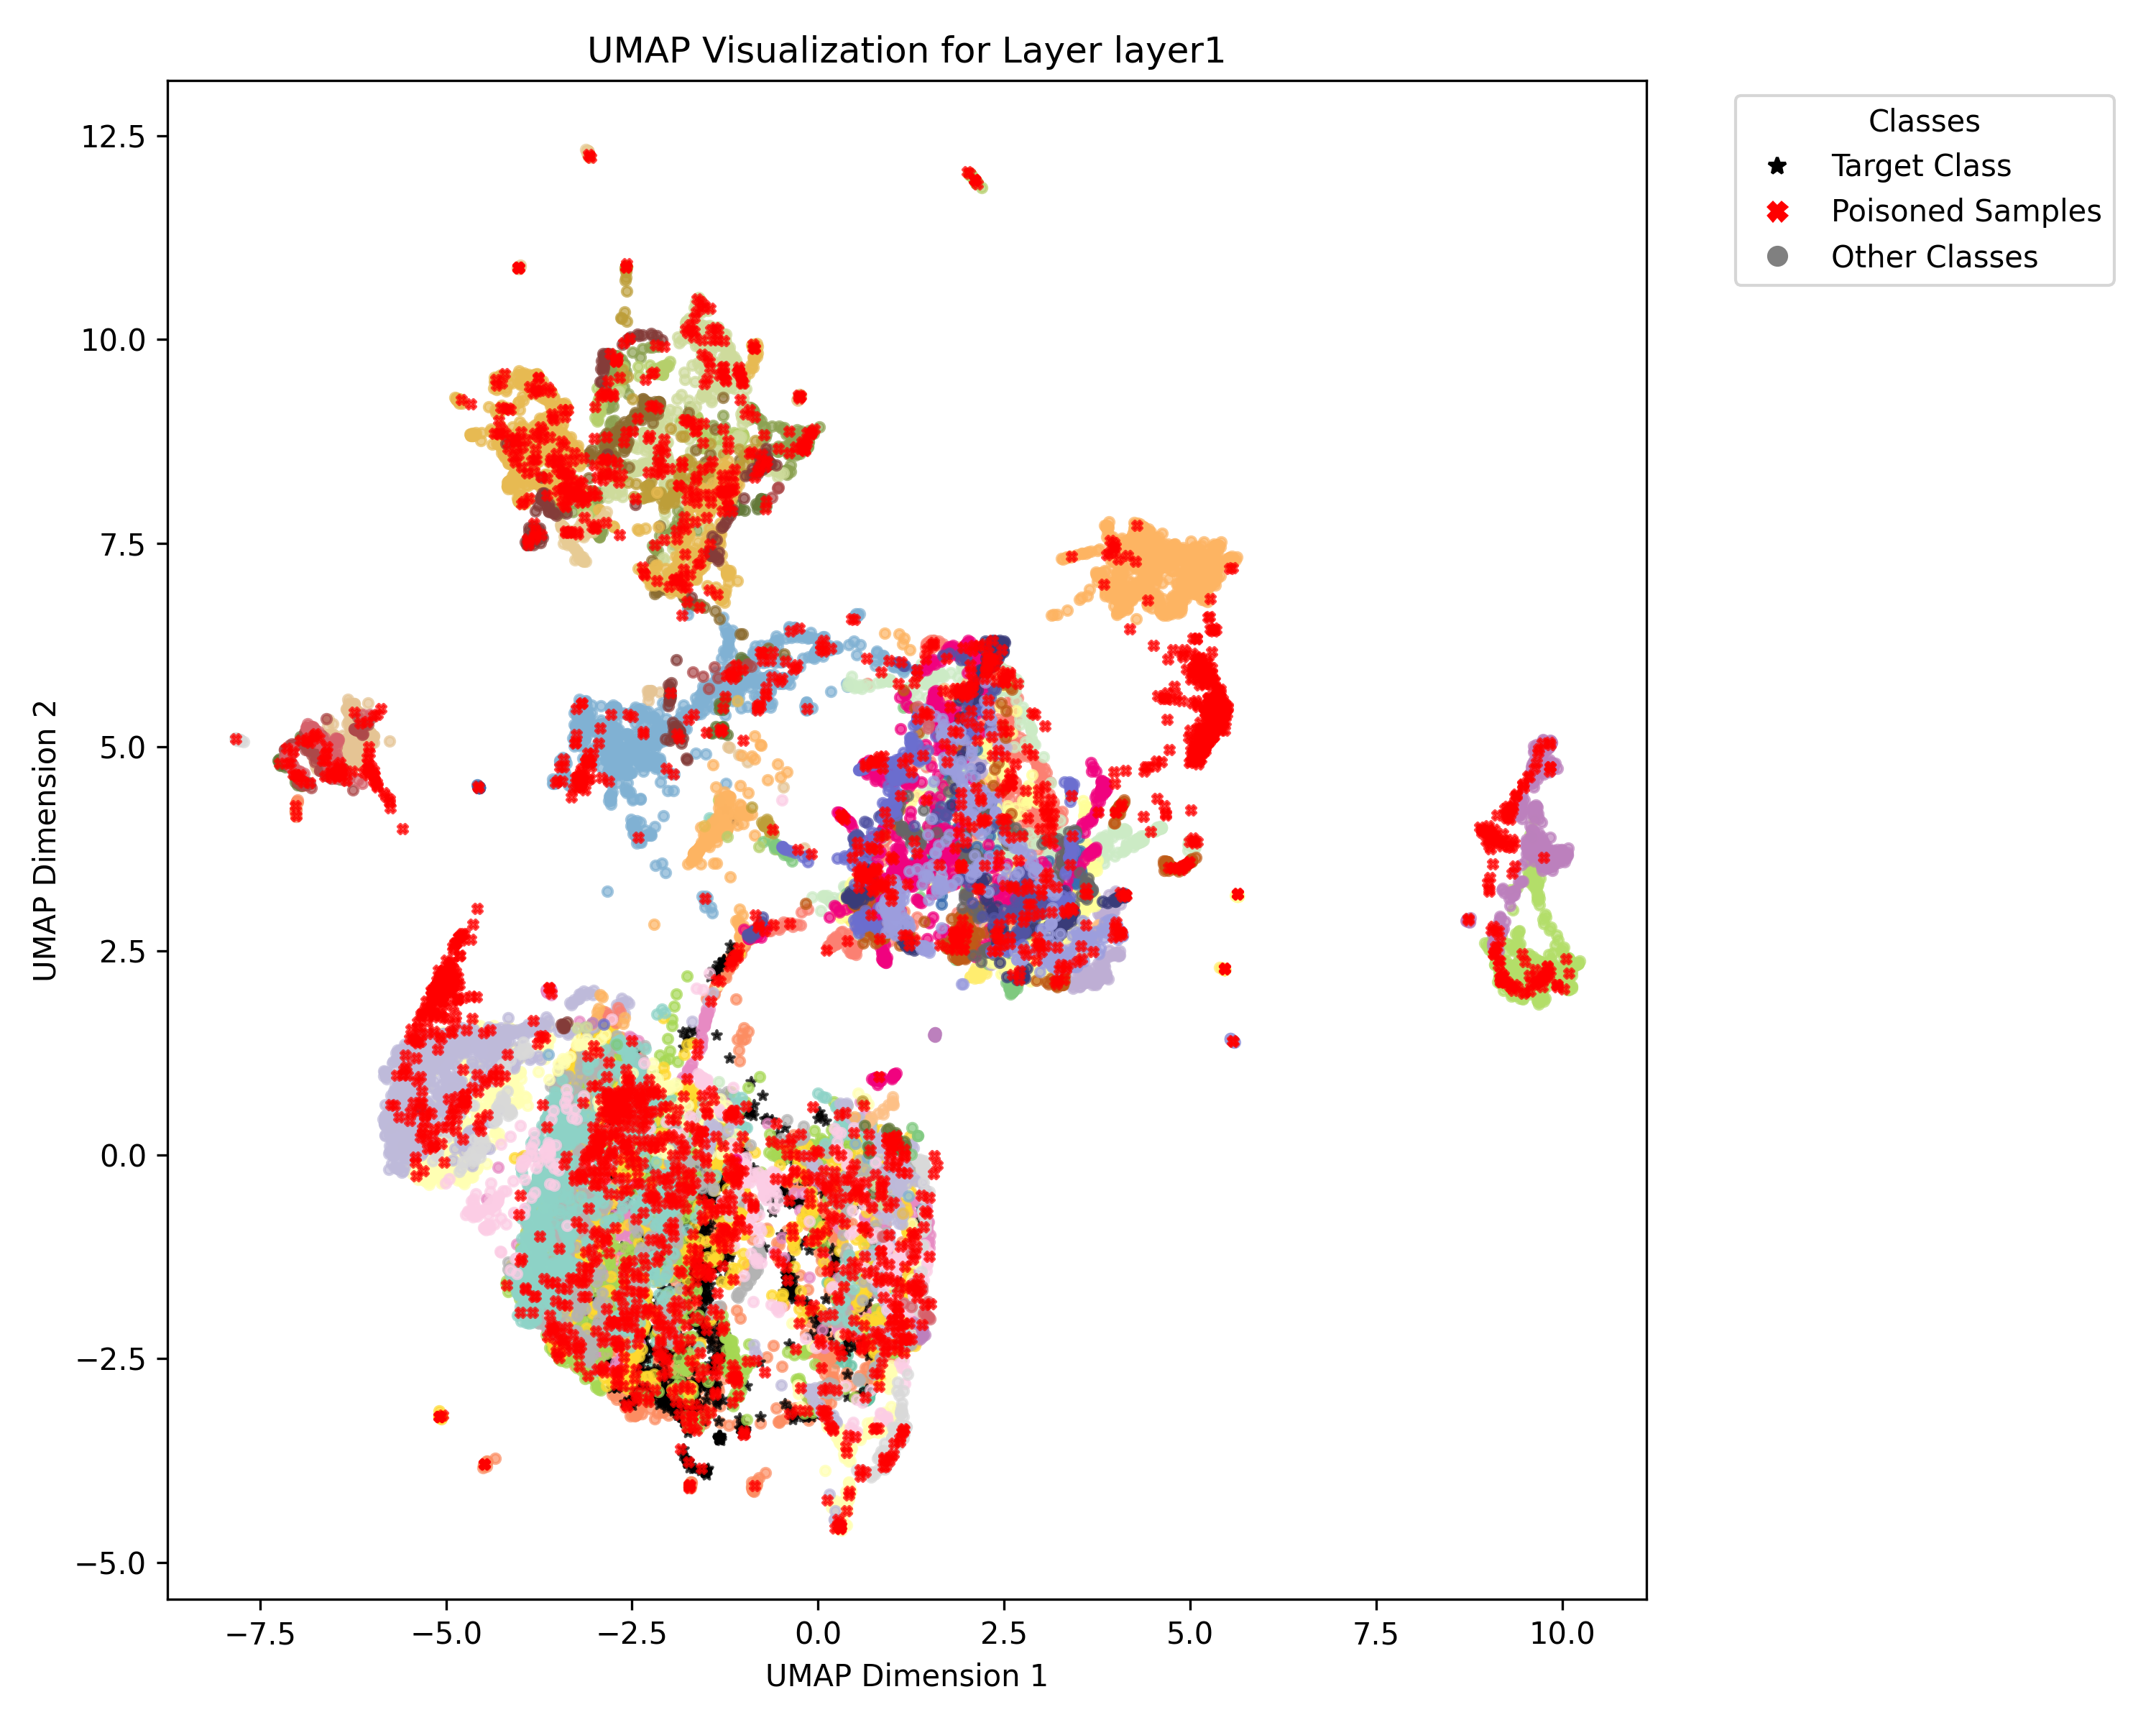 UMAP Visualization for Layer layer1
Classes
Target Class
Poisoned Samples
Other Classes
12.5
10.0
7.5
5.0
2.5
0.0
−2.5
−5.0
UMAP Dimension 2
−7.5
−5.0
−2.5
0.0
2.5
5.0
7.5
10.0
UMAP Dimension 1